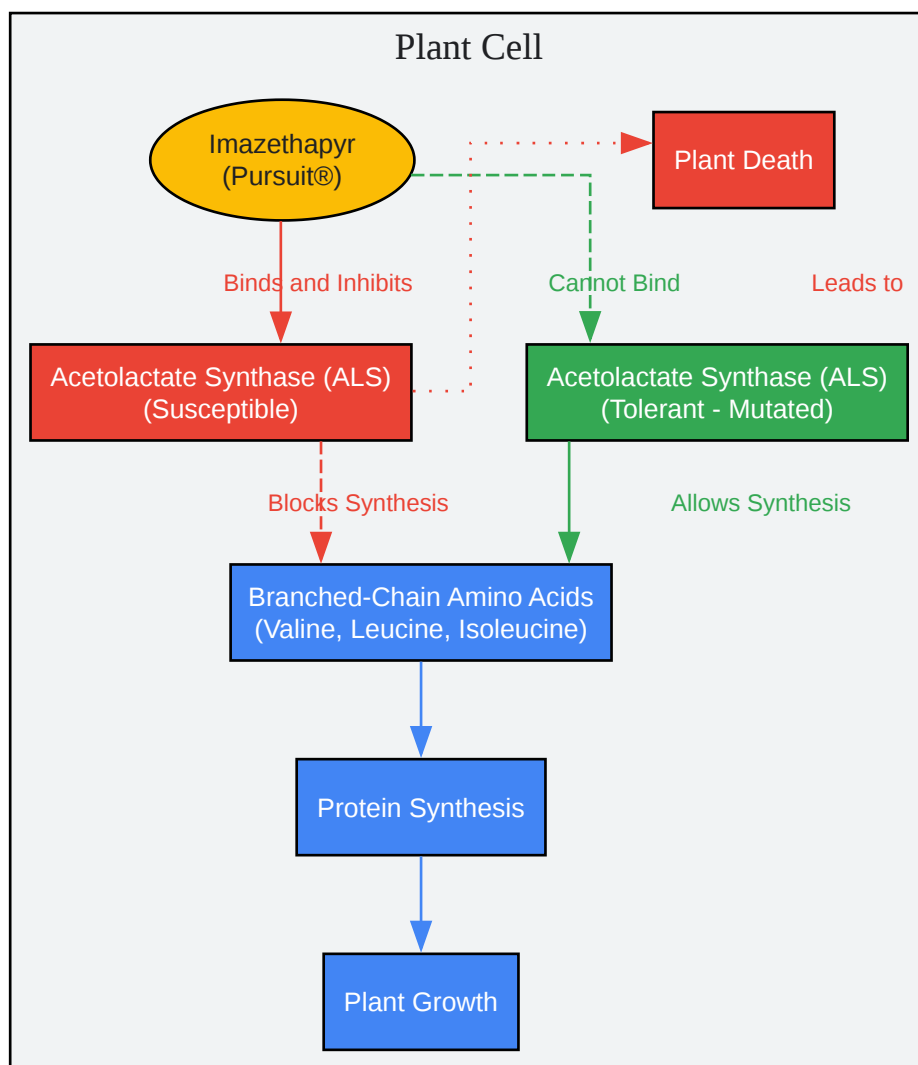 Plant Cell
Imazethapyr
(Pursuit®)
Plant Death
Binds and Inhibits
Cannot Bind
Leads to
Acetolactate Synthase (ALS)
(Susceptible)
Acetolactate Synthase (ALS)
(Tolerant - Mutated)
Blocks Synthesis
Allows Synthesis
Branched-Chain Amino Acids
(Valine, Leucine, Isoleucine)
Protein Synthesis
Plant Growth